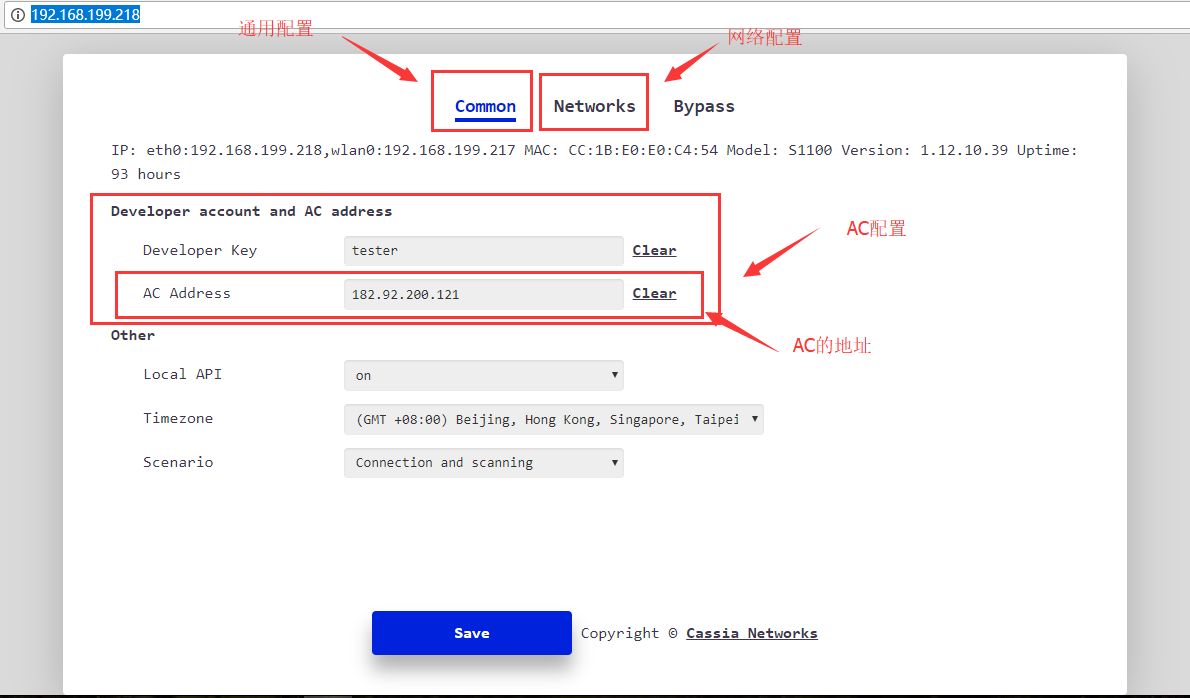 192.168.199.218
通用配置
网络配置
Common Networks Bypass
IP: eth0:192.168.199.218,wlan0:192.168.199.217 MAC: CC:1B:E0:E0:C4:54 Model: S1100 Version: 1.12.10.39 Uptime:
93 hours
Developer account and AC address
AC配置
Developer Key tester Clear
AC Address 182.92.200.121 Clear
Other
AC的地址
Local API on
Timezone (GMT +08:00) Beijing, Hong Kong, Singapore, Taipei
Scenario Connection and scanning
Save Copyright © Cassia Networks